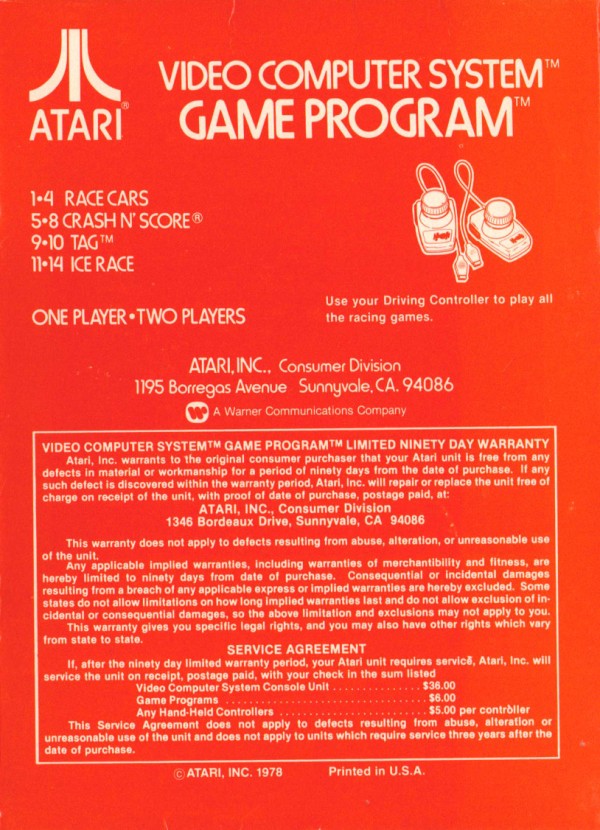 ATARI®
VIDEO COMPUTER SYSTEM™
GAME PROGRAM™
1•4 RACE CARS
5•8 CRASH N' SCORE®
9•10 TAG™
11•14 ICE RACE
ONE PLAYER•TWO PLAYERS
Use your Driving Controller to play all
the racing games.
ATARI, INC., Consumer Division
1195 Borregas Avenue Sunnyvale, CA. 94086
A Warner Communications Company
VIDEO COMPUTER SYSTEM™ GAME PROGRAM™ LIMITED NINETY DAY WARRANTY
Atari, Inc. warrants to the original consumer purchaser that your Atari unit is free from any
defects in material or workmanship for a period of ninety days from the date of purchase. If any
such defect is discovered within the warranty period, Atari, Inc. will repair or replace the unit free of
charge on receipt of the unit, with proof of date of purchase, postage paid, at:
ATARI, INC., Consumer Division
1346 Bordeaux Drive, Sunnyvale, CA 94086
This warranty does not apply to defects resulting from abuse, alteration, or unreasonable use
of the unit.
Any applicable implied warranties, including warranties of merchantibility and fitness, are
hereby limited to ninety days from date of purchase. Consequential or incidental damages
resulting from a breach of any applicable express or implied warranties are hereby excluded. Some
states do not allow limitations on how long implied warranties last and do not allow exclusion of in-
cidental or consequential damages, so the above limitation and exclusions may not apply to you.
This warranty gives you specific legal rights, and you may also have other rights which vary
from state to state.
SERVICE AGREEMENT
If, after the ninety day limited warranty period, your Atari unit requires service, Atari, Inc. will
service the unit on receipt, postage paid, with your check in the sum listed
Video Computer System Console Unit . . . . . . . . . . . . . $36.00
Game Programs . . . . . . . . . . . . . . . . . . . . . . . . . . . . . $6.00
Any Hand-Held Controllers . . . . . . . . . . . . . . . . . . . . . $5.00 per controller
This Service Agreement does not apply to defects resulting from abuse, alteration or
unreasonable use of the unit and does not apply to units which require service three years after the
date of purchase.
© ATARI, INC. 1978 Printed in U.S.A.